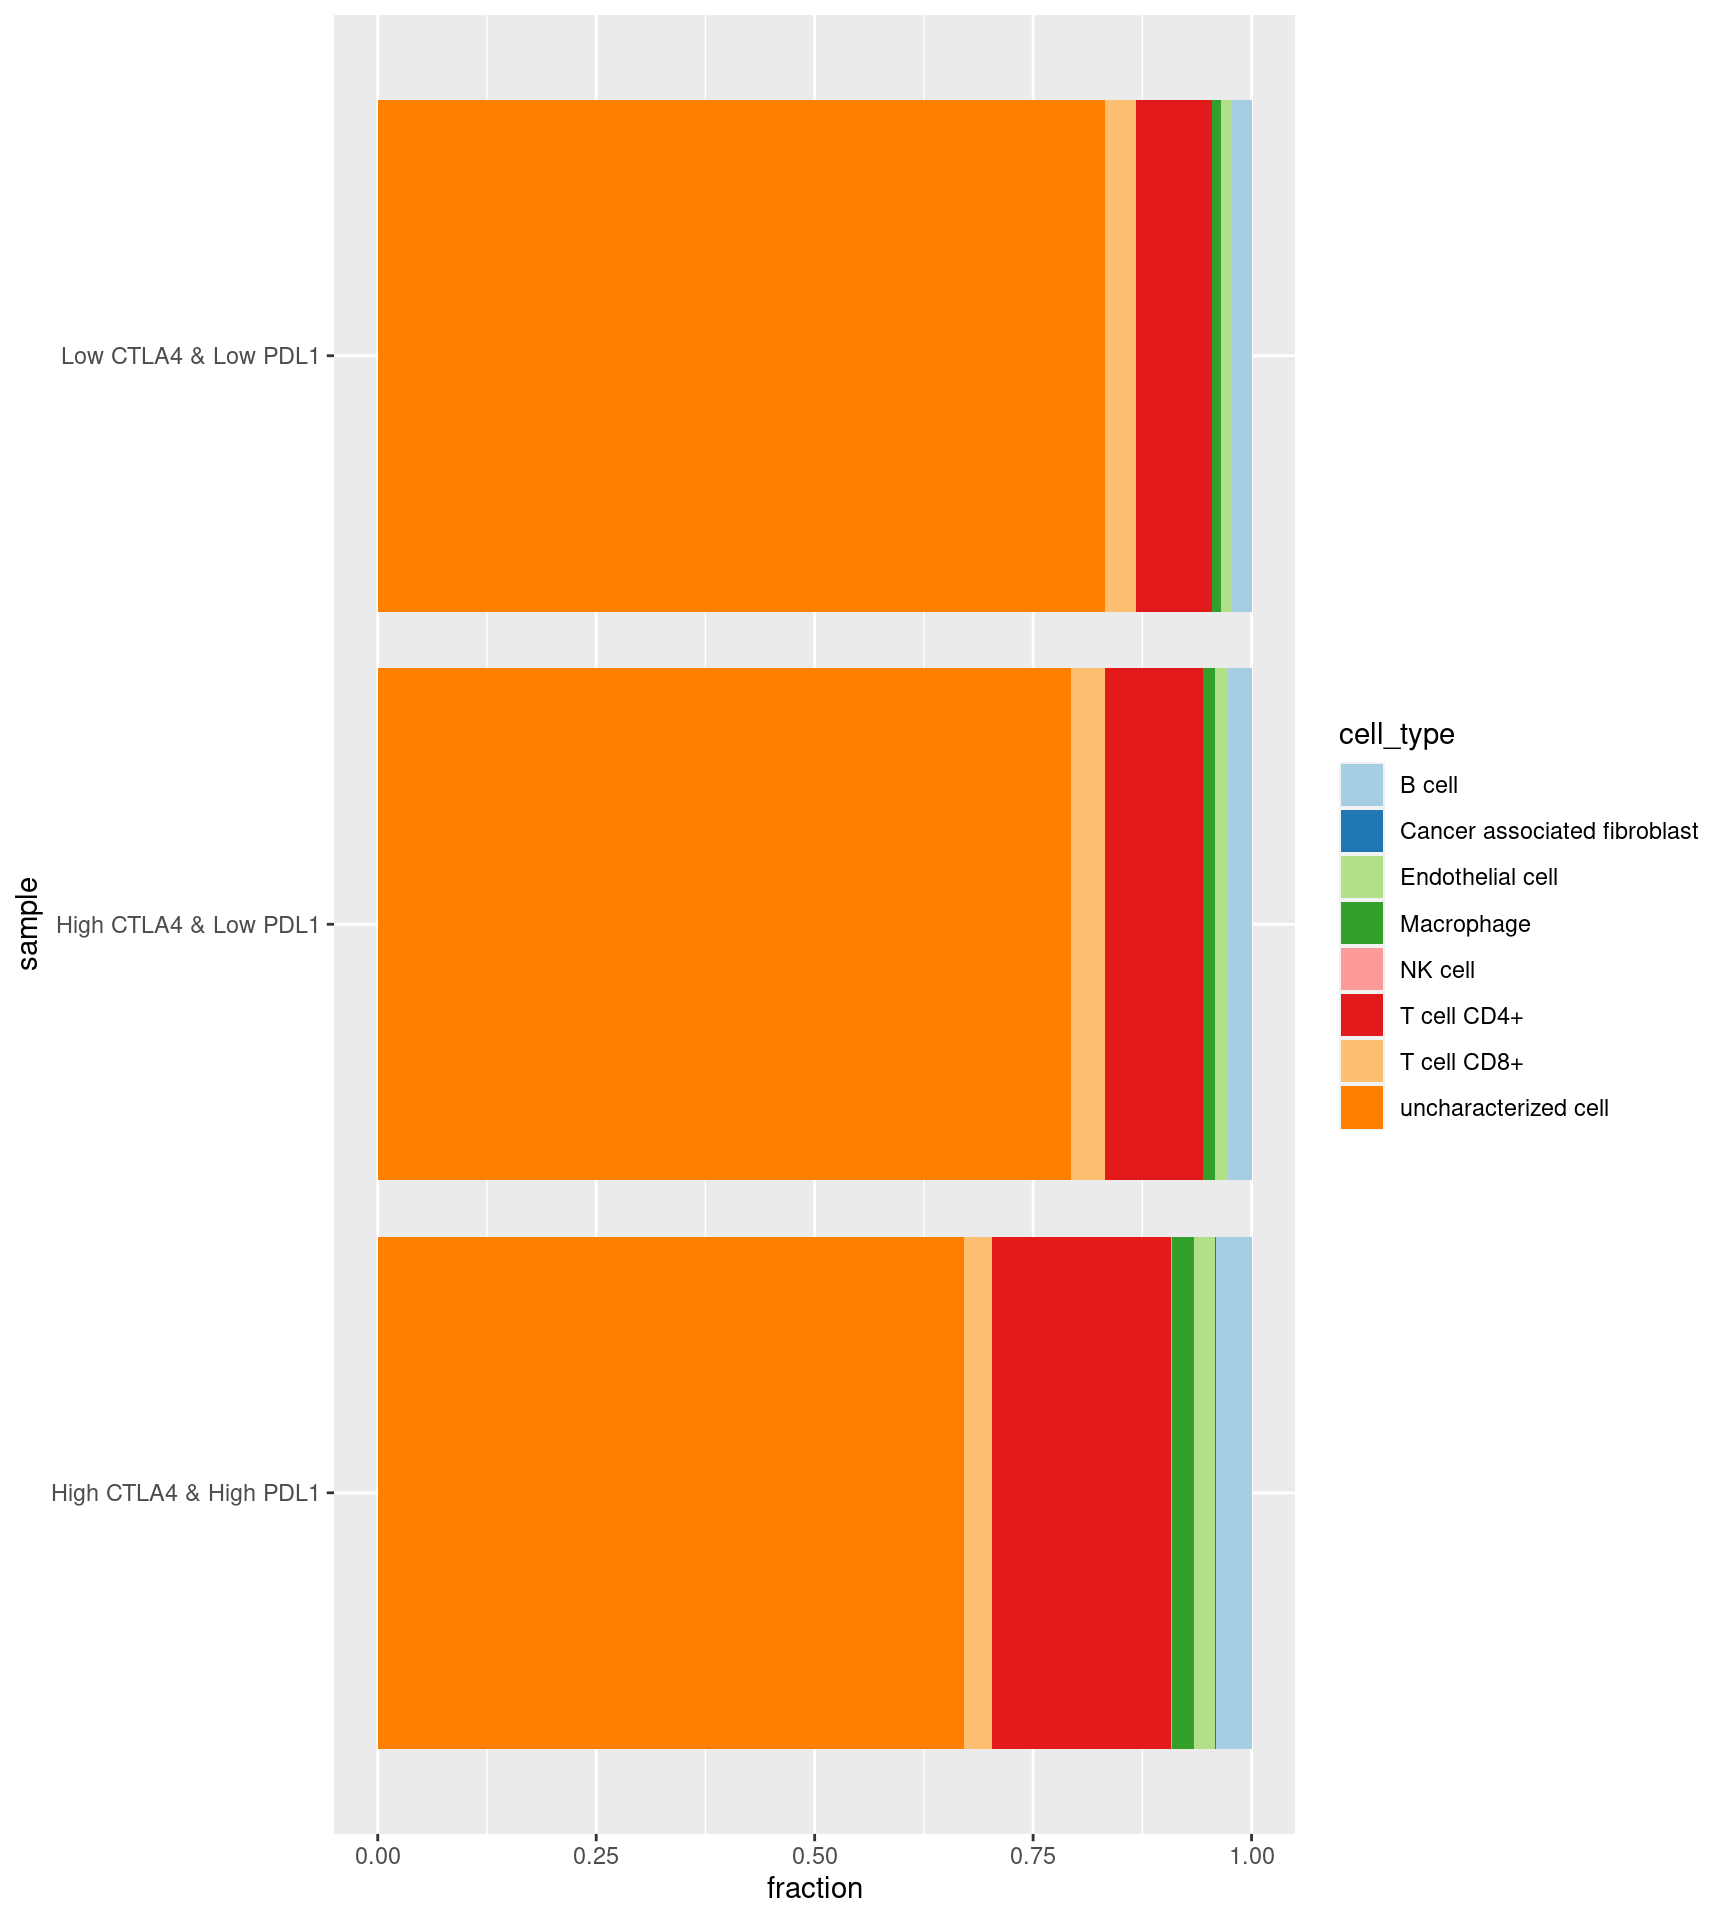 sample
Low CTLA4 & Low PDL1
High CTLA4 & Low PDL1
High CTLA4 & High PDL1
0.00 0.25 0.50 0.75 1.00
fraction
cell_type
B cell
Cancer associated fibroblast
Endothelial cell
Macrophage
NK cell
T cell CD4+
T cell CD8+
uncharacterized cell